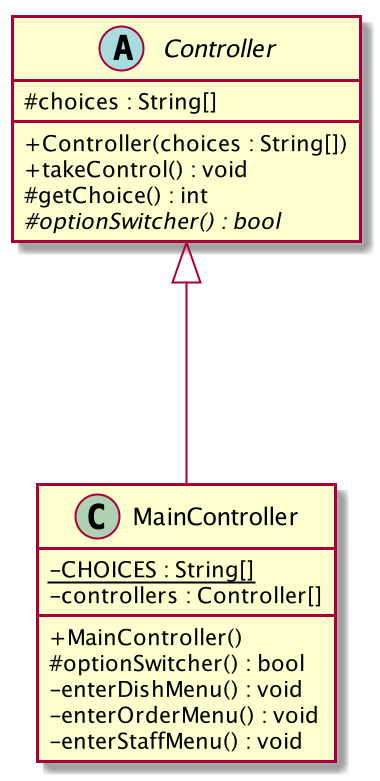 A Controller
#choices : String[]
+Controller(choices : String[])
+takeControl() : void
#getChoice() : int
#optionSwitcher() : bool
C MainController
-CHOICES : String[]
-controllers : Controller[]
+MainController()
#optionSwitcher() : bool
-enterDishMenu() : void
-enterOrderMenu() : void
-enterStaffMenu() : void